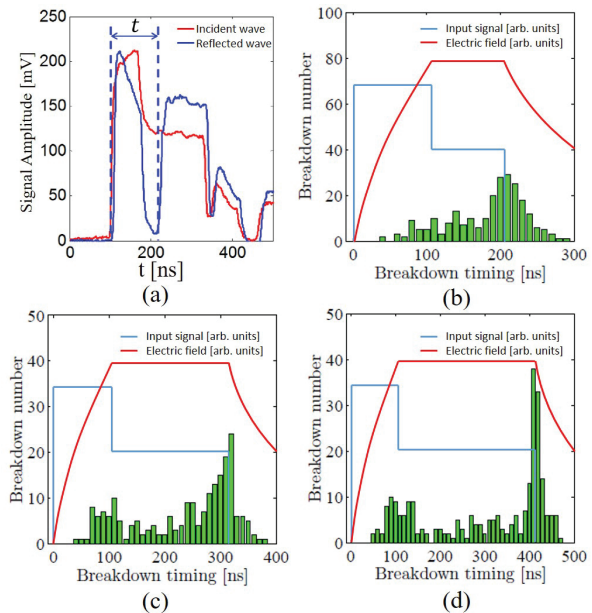 t
Incident wave
Reflected wave
Signal Amplitude [mV]
250
200
150
100
50
0
0 200 400
t [ns]
(a)
Input signal [arb. units]
Electric field [arb. units]
Breakdown number
100
80
60
40
20
0
0 100 200 300
Breakdown timing [ns]
(b)
Input signal [arb. units]
Electric field [arb. units]
Breakdown number
50
40
30
20
10
0
0 100 200 300 400
Breakdown timing [ns]
(c)
Input signal [arb. units]
Electric field [arb. units]
Breakdown number
50
40
30
20
10
0
0 100 200 300 400 500
Breakdown timing [ns]
(d)